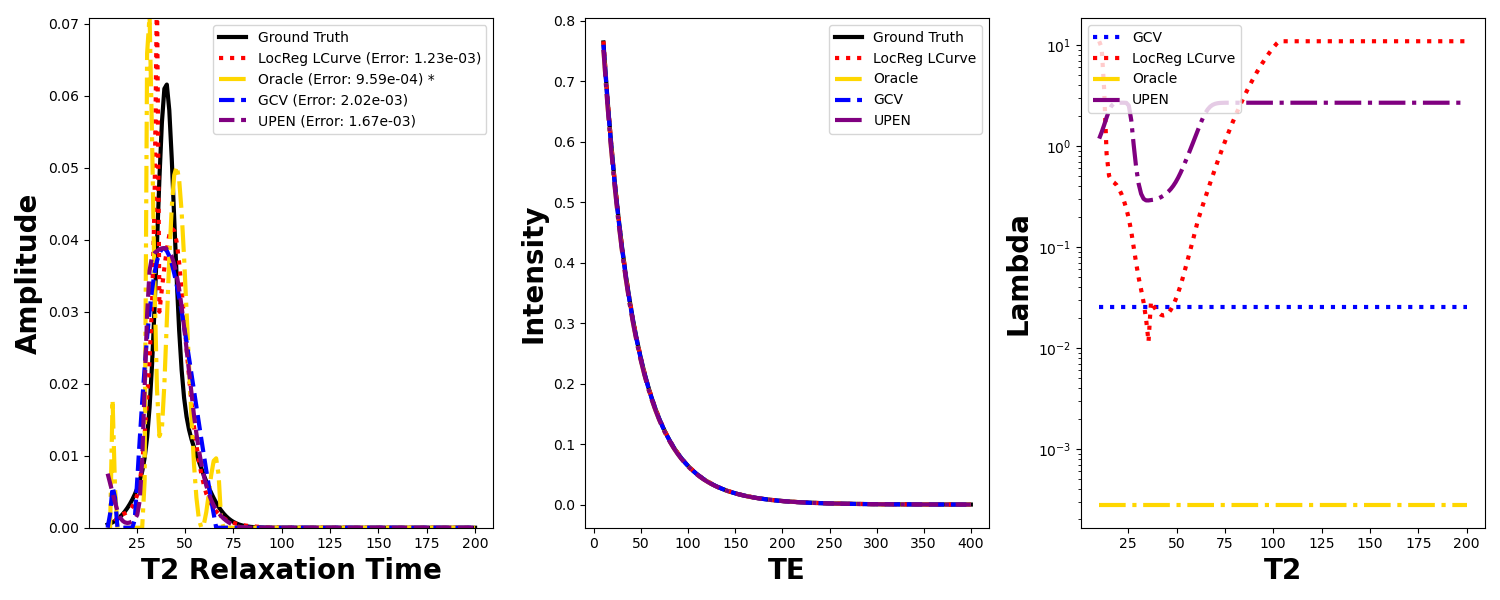 0.07
0.06
0.05
0.04
0.03
0.02
0.01
0.00
Amplitude
25
50
75
100
125
150
175
200
T2 Relaxation Time
Ground Truth
LocReg LCurve (Error: 1.23e-03)
Oracle (Error: 9.59e-04) *
GCV (Error: 2.02e-03)
UPEN (Error: 1.67e-03)
0.8
0.7
0.6
0.5
0.4
0.3
0.2
0.1
0.0
Intensity
0
50
100
150
200
250
300
350
400
TE
Ground Truth
LocReg LCurve
Oracle
GCV
UPEN
10¹
10⁰
10⁻¹
10⁻²
10⁻³
Lambda
25
50
75
100
125
150
175
200
T2
GCV
LocReg LCurve
Oracle
UPEN